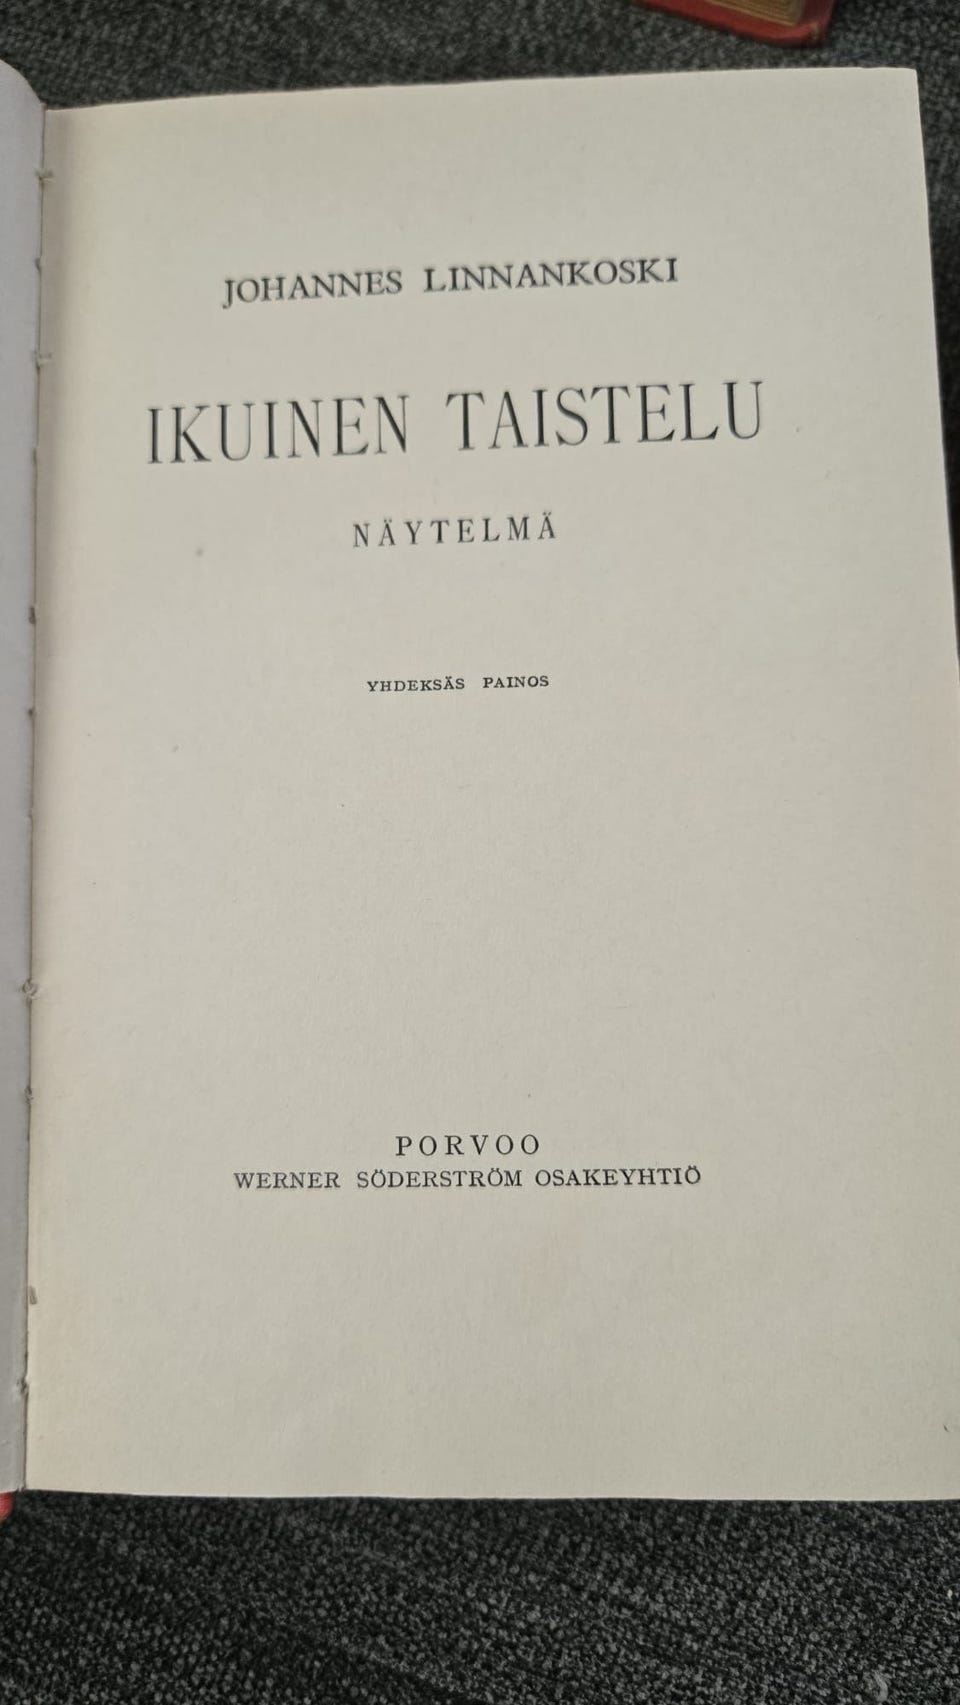 JOHANNES LINNANKOSKI
IKUINEN TAISTELU
NÄYTELMÄ
YHDEKSÄS PAINOS
PORVOO
WERNER SÖDERSTRÖM OSAKEYHTIÖ